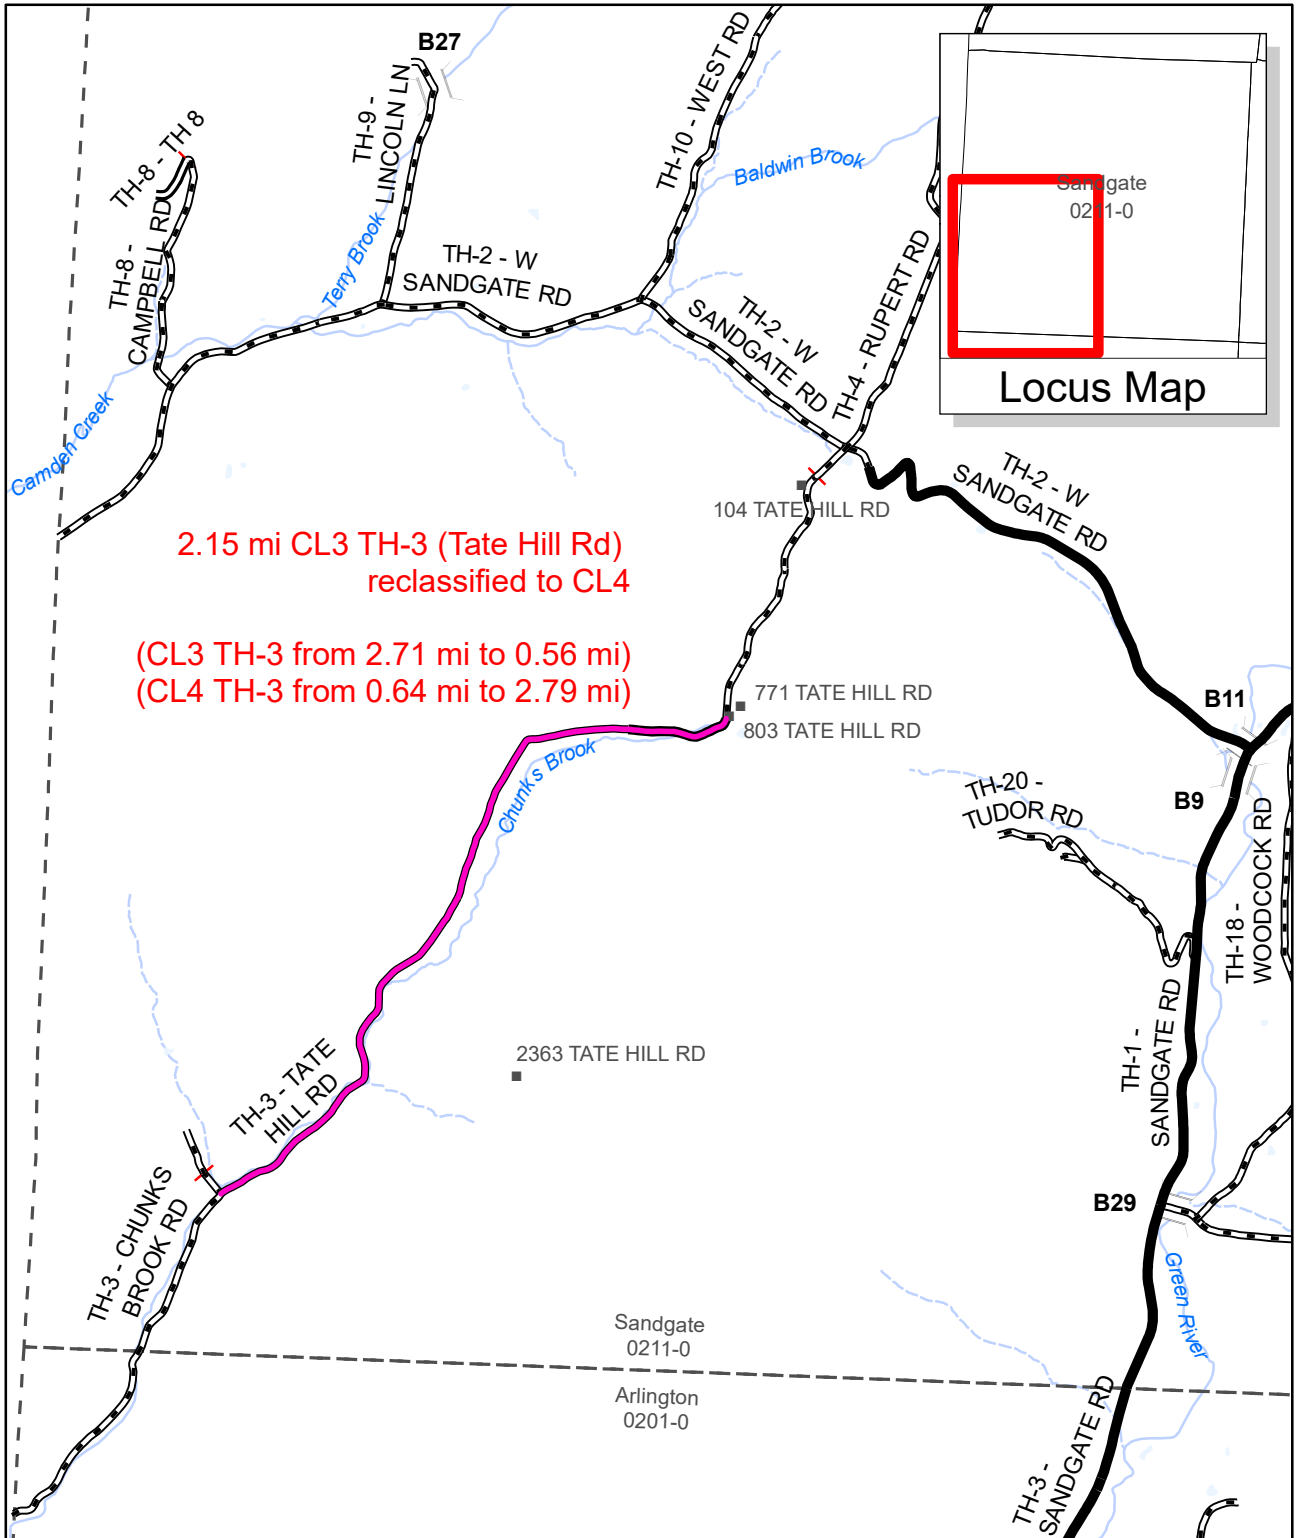 B27
TH-10 - WEST RD
TH-9 -
LINCOLN LN
TH-8 - TH 8
Baldwin Brook
Sandgate
0211-0
Locus Map
TH-8 -
CAMPBELL RD
Terry Brook
TH-2 - W
SANDGATE RD
TH-2 - W
SANDGATE RD
TH-4 - RUPERT RD
Camden Creek
TH-2 - W
SANDGATE RD
104 TATE HILL RD
2.15 mi CL3 TH-3 (Tate Hill Rd)
reclassified to CL4
(CL3 TH-3 from 2.71 mi to 0.56 mi)
(CL4 TH-3 from 0.64 mi to 2.79 mi)
771 TATE HILL RD
803 TATE HILL RD
B11
Chunks Brook
TH-20 -
TUDOR RD
B9
TH-18 -
WOODCOCK RD
TH-1 -
SANDGATE RD
2363 TATE HILL RD
TH-3 - TATE
HILL RD
TH-3 - CHUNKS
BROOK RD
B29
Green River
Sandgate
0211-0
Arlington
0201-0
TH-3 -
SANDGATE RD